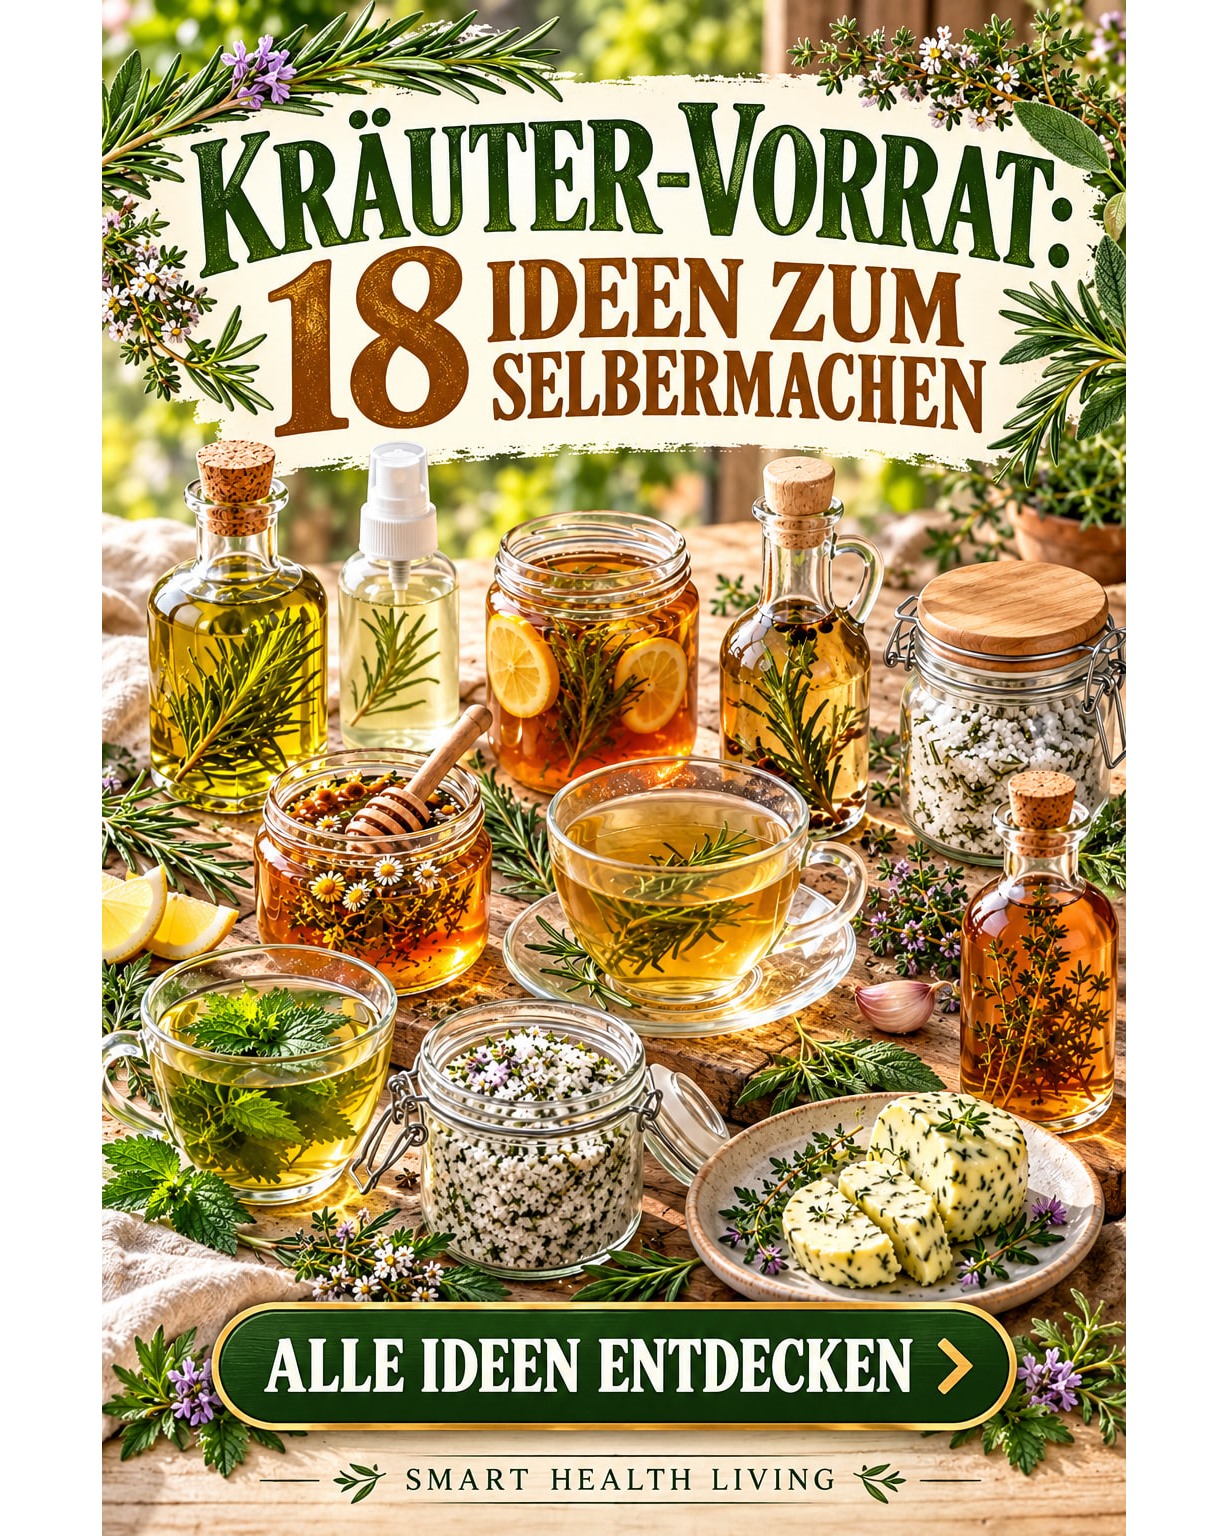 KRÄUTER-VORRAT:
18 IDEEN ZUM
SELBERMACHEN
ALLE IDEEN ENTDECKEN
SMART HEALTH LIVING